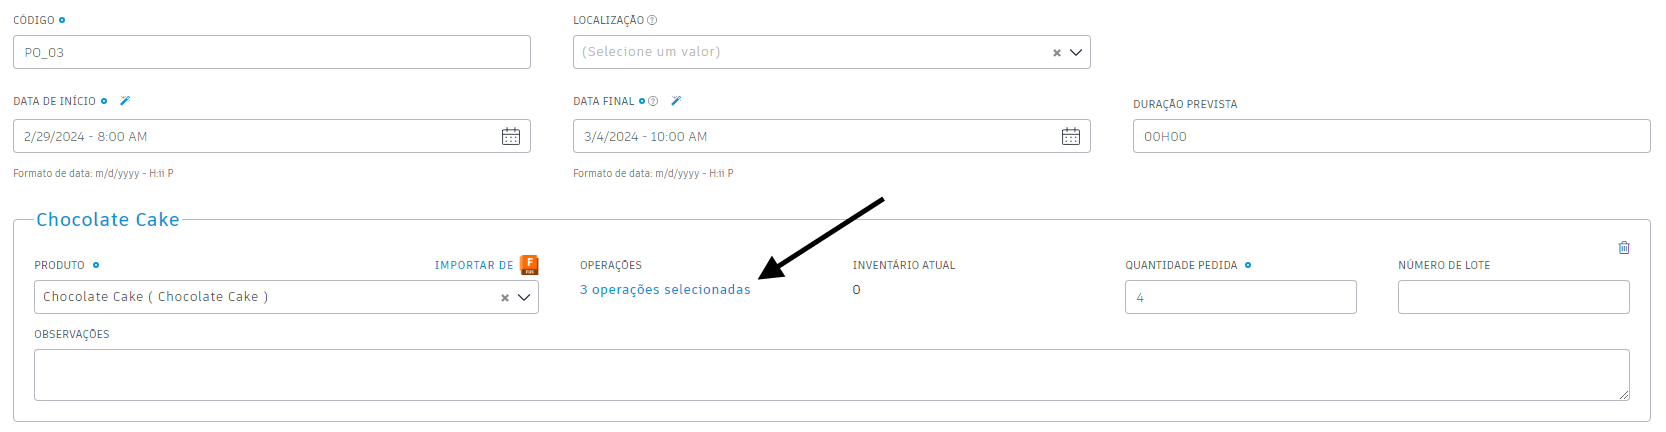 CÓDIGO
PO_03
LOCALIZAÇÃO ?
(Selecione um valor)
DATA DE INÍCIO
2/29/2024 - 8:00 AM
Formato de data: m/d/yyyy - H:ii P
DATA FINAL ?
3/4/2024 - 10:00 AM
Formato de data: m/d/yyyy - H:ii P
DURAÇÃO PREVISTA
00H00
Chocolate Cake
PRODUTO
IMPORTAR DE F
Chocolate Cake ( Chocolate Cake )
OPERAÇÕES
3 operações selecionadas
INVENTÁRIO ATUAL
0
QUANTIDADE PEDIDA
4
NÚMERO DE LOTE
OBSERVAÇÕES